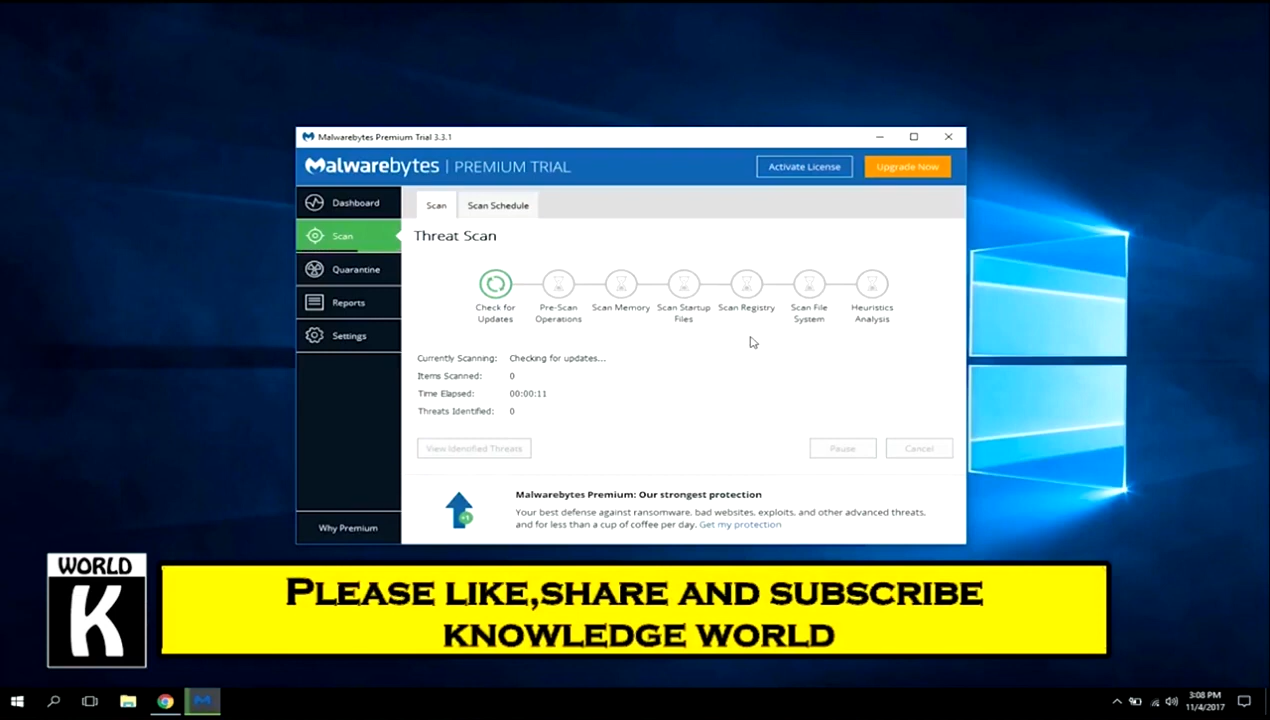 Malwarebytes Premium Trial 3.3.1
Malwarebytes | PREMIUM TRIAL
Activate License
Upgrade Now
Dashboard
Scan
Quarantine
Reports
Settings
Why Premium
Scan
Scan Schedule
Threat Scan
Check for
Updates
Pre-Scan
Operations
Scan Memory
Scan Startup
Files
Scan Registry
Scan File
System
Heuristics
Analysis
Currently Scanning: Checking for updates...
Items Scanned: 0
Time Elapsed: 00:00:11
Threats Identified: 0
View Identified Threats
Pause
Cancel
+1
Malwarebytes Premium: Our strongest protection
Your best defense against ransomware, bad websites, exploits, and other advanced threats,
and for less than a cup of coffee per day. Get my protection
WORLD
K
PLEASE LIKE,SHARE AND SUBSCRIBE
KNOWLEDGE WORLD
3:08 PM
11/4/2017